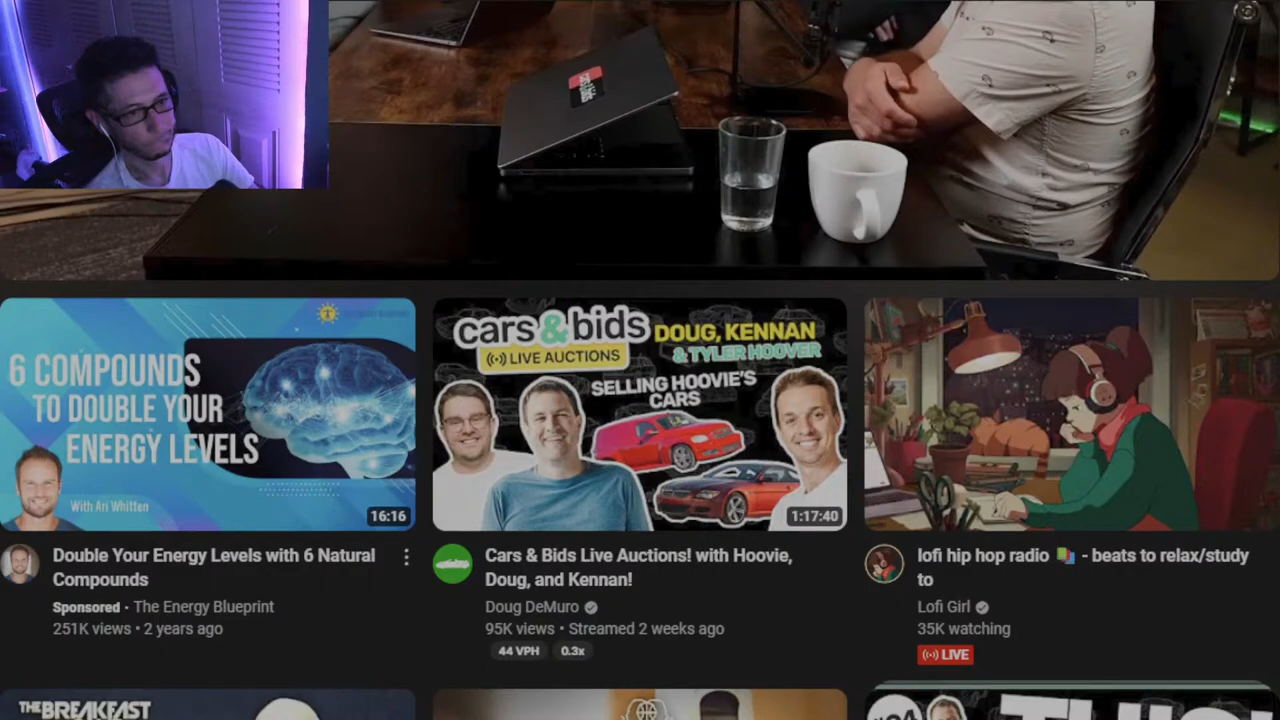 6 COMPOUNDS
TO DOUBLE YOUR
ENERGY LEVELS
With Ari Whitten
16:16
cars & bids
LIVE AUCTIONS
DOUG, KENNAN
& TYLER HOOVER
SELLING HOOVIE'S
CARS
1:17:40
Double Your Energy Levels with 6 Natural
Compounds
Sponsored • The Energy Blueprint
251K views • 2 years ago
Cars & Bids Live Auctions! with Hoovie,
Doug, and Kennan!
Doug DeMuro
95K views • Streamed 2 weeks ago
44 VPH 0.3x
lofi hip hop radio 📚 - beats to relax/study
to
Lofi Girl
35K watching
LIVE
THE BREAKFAST